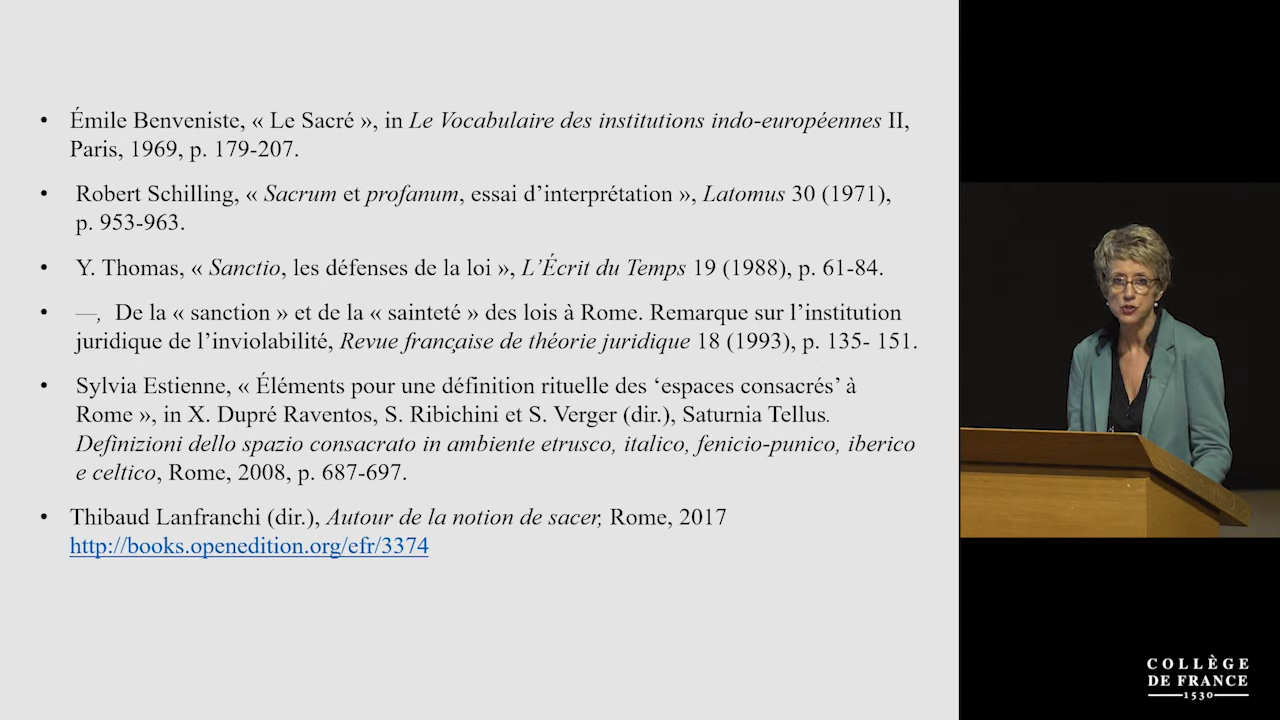 • Émile Benveniste, « Le Sacré », in Le Vocabulaire des institutions indo-européennes II,
Paris, 1969, p. 179-207.
• Robert Schilling, « Sacrum et profanum, essai d’interprétation », Latomus 30 (1971),
p. 953-963.
• Y. Thomas, « Sanctio, les défenses de la loi », L’Écrit du Temps 19 (1988), p. 61-84.
• —, De la « sanction » et de la « sainteté » des lois à Rome. Remarque sur l’institution
juridique de l’inviolabilité, Revue française de théorie juridique 18 (1993), p. 135- 151.
• Sylvia Estienne, « Éléments pour une définition rituelle des ‘espaces consacrés’ à
Rome », in X. Dupré Raventos, S. Ribichini et S. Verger (dir.), Saturnia Tellus.
Definizioni dello spazio consacrato in ambiente etrusco, italico, fenicio-punico, iberico
e celtico, Rome, 2008, p. 687-697.
• Thibaud Lanfranchi (dir.), Autour de la notion de sacer, Rome, 2017
http://books.openedition.org/efr/3374
COLLÈGE
DE FRANCE
1530